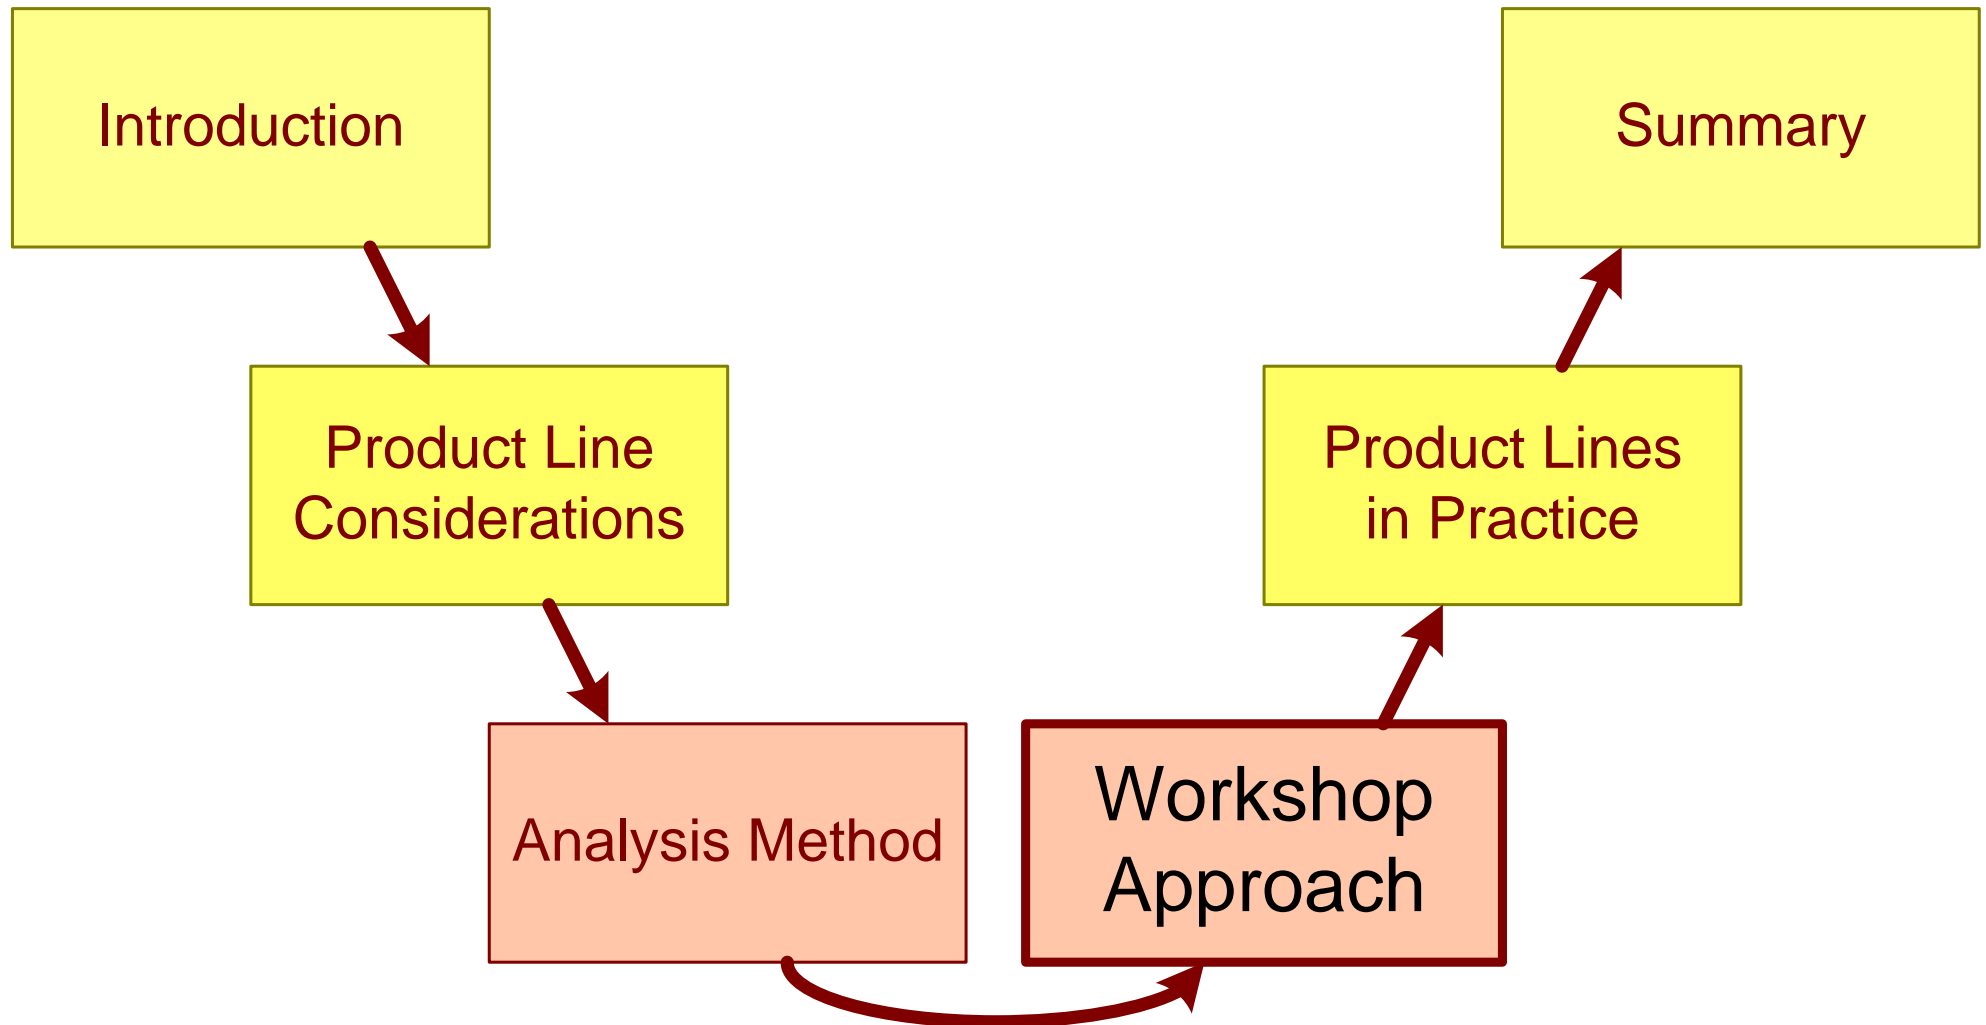 Introduction
Product Line
Considerations
Analysis Method
Workshop
Approach
Product Lines
in Practice
Summary